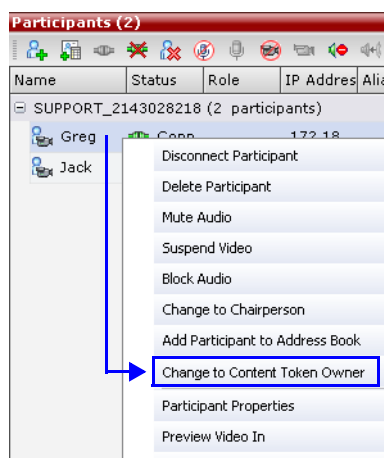 Participants (2)
Name Status Role IP Addres Alia
SUPPORT_2143028218 (2 participants)
Greg Conn 172.18
Jack
Disconnect Participant
Delete Participant
Mute Audio
Suspend Video
Block Audio
Change to Chairperson
Add Participant to Address Book
Change to Content Token Owner
Participant Properties
Preview Video In